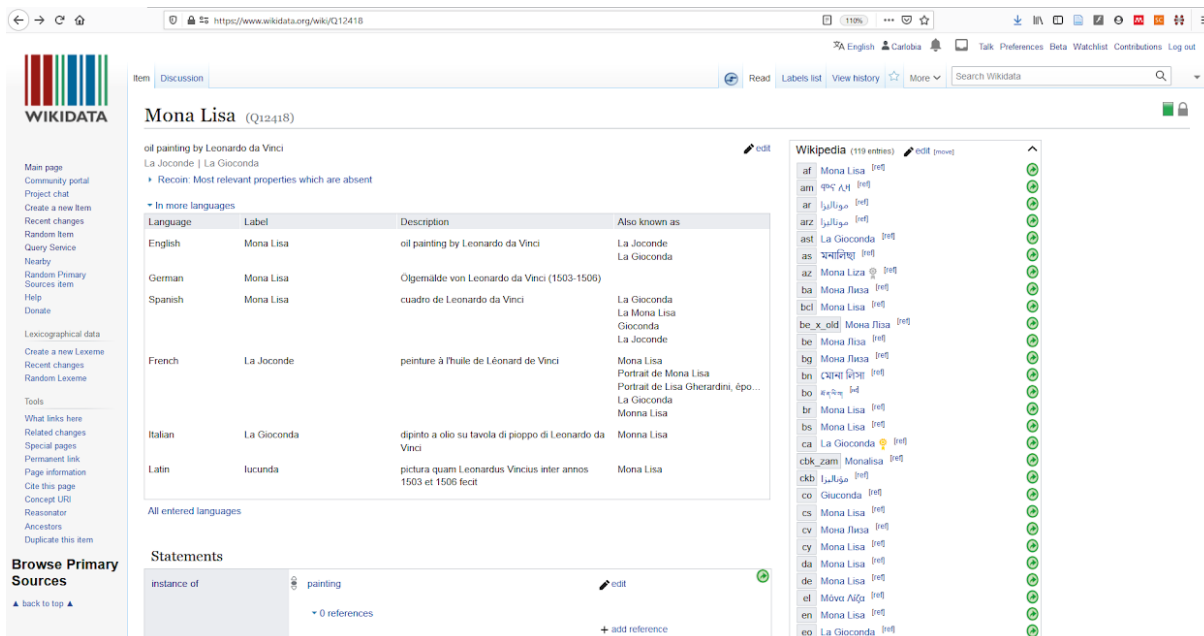 https://www.wikidata.org/wiki/Q12418
110%
English Carlobia Talk Preferences Beta Watchlist Contributions Log out
WIKIDATA
Item Discussion
Read Labels list View history More
Search Wikidata
Mona Lisa (Q12418)
oil painting by Leonardo da Vinci
edit
La Joconde | La Gioconda
Recoin: Most relevant properties which are absent
In more languages
Language Label Description Also known as
English Mona Lisa oil painting by Leonardo da Vinci La Joconde
La Gioconda
German Mona Lisa Ölgemälde von Leonardo da Vinci (1503-1506)
Spanish Mona Lisa cuadro de Leonardo da Vinci La Gioconda
La Mona Lisa
Gioconda
La Joconde
French La Joconde peinture à l'huile de Léonard de Vinci Mona Lisa
Portrait de Mona Lisa
Portrait de Lisa Gherardini, épo...
La Gioconda
Monna Lisa
Italian La Gioconda dipinto a olio su tavola di pioppo di Leonardo da Monna Lisa
Vinci
Latin Iucunda pictura quam Leonardus Vincius inter annos Mona Lisa
1503 et 1506 fecit
All entered languages
Statements
instance of painting edit
0 references
+ add reference
Main page
Community portal
Project chat
Create a new Item
Recent changes
Random Item
Query Service
Nearby
Random Primary
Sources item
Help
Donate
Lexicographical data
Create a new Lexeme
Recent changes
Random Lexeme
Tools
What links here
Related changes
Special pages
Permanent link
Page information
Cite this page
Concept URI
Reasonator
Ancestors
Duplicate this item
Browse Primary
Sources
▲ back to top ▲
Wikipedia (119 entries) edit [move]
af Mona Lisa [ref]
am ሞና ሊዛ [ref]
ar موناليزا [ref]
arz موناليزا [ref]
ast La Gioconda [ref]
as মনালিছা [ref]
az Mona Liza [ref]
ba Мона Лиза [ref]
bcl Mona Lisa [ref]
be_x_old Мона Ліза [ref]
be Мона Ліза [ref]
bg Мона Лиза [ref]
bn মোনা লিসা [ref]
bo [ref]
br Mona Lisa [ref]
bs Mona Lisa [ref]
ca La Gioconda [ref]
cbk_zam Monalisa [ref]
ckb مۆنالیزا [ref]
co Giuconda [ref]
cs Mona Lisa [ref]
cv Мона Лиза [ref]
cy Mona Lisa [ref]
da Mona Lisa [ref]
de Mona Lisa [ref]
el Μόνα Λίζα [ref]
en Mona Lisa [ref]
eo La Gioconda [ref]